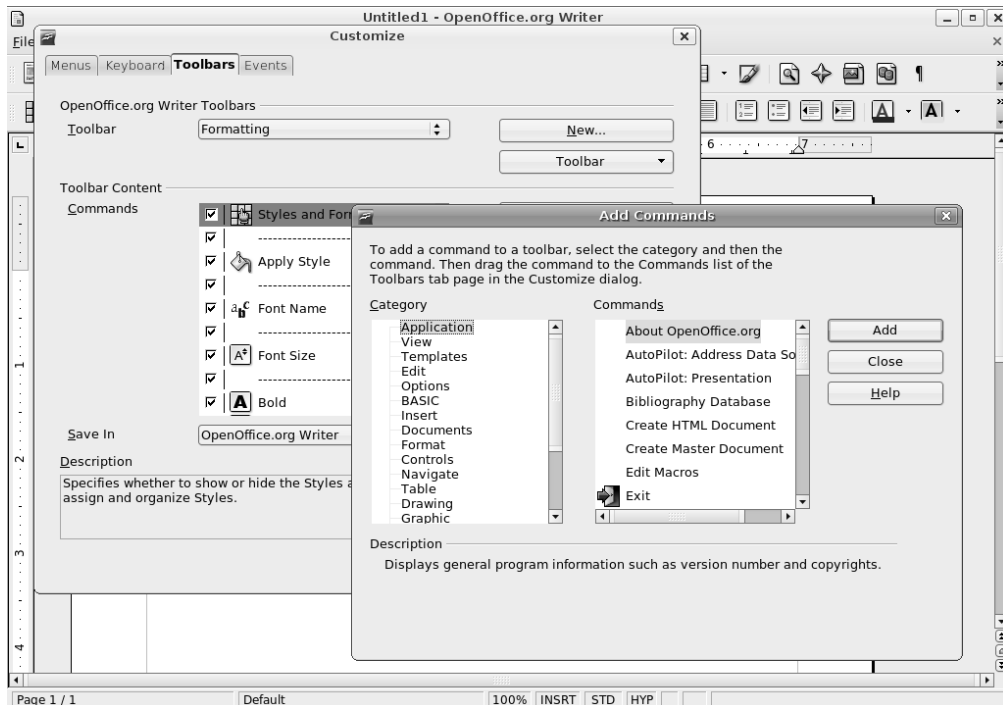 Untitled1 - OpenOffice.org Writer
File
Customize
Menus Keyboard Toolbars Events
OpenOffice.org Writer Toolbars
Toolbar Formatting New...
Toolbar
Toolbar Content
Commands
Styles and For
Apply Style
Font Name
Font Size
Bold
Save In OpenOffice.org Writer
Description
Specifies whether to show or hide the Styles a
assign and organize Styles.
Add Commands
To add a command to a toolbar, select the category and then the
command. Then drag the command to the Commands list of the
Toolbars tab page in the Customize dialog.
Category
Application
View
Templates
Edit
Options
BASIC
Insert
Documents
Format
Controls
Navigate
Table
Drawing
Graphic
Commands
About OpenOffice.org
AutoPilot: Address Data So
AutoPilot: Presentation
Bibliography Database
Create HTML Document
Create Master Document
Edit Macros
Exit
Add
Close
Help
Description
Displays general program information such as version number and copyrights.
6 7
1
2
3
4
Page 1 / 1 Default 100% INSRT STD HYP